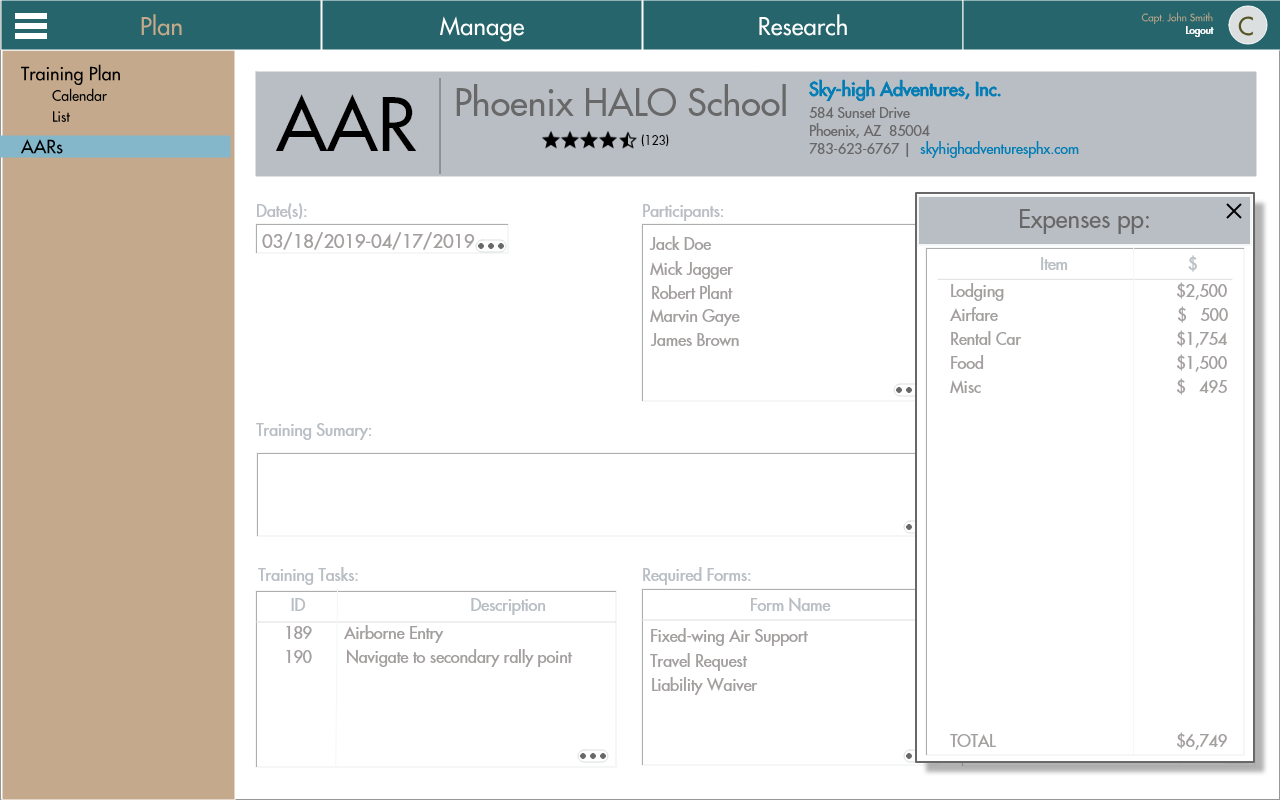 Plan
Manage
Research
Capt. John Smith
Logout
C
Training Plan
Calendar
List
AARs
AAR
Phoenix HALO School
(123)
Sky-high Adventures, Inc.
584 Sunset Drive
Phoenix, AZ 85004
783-623-6767 | skyhighadventuresphx.com
Date(s):
03/18/2019-04/17/2019
Participants:
Jack Doe
Mick Jagger
Robert Plant
Marvin Gaye
James Brown
Training Sumary:
Training Tasks:
ID Description
189 Airborne Entry
190 Navigate to secondary rally point
Required Forms:
Form Name
Fixed-wing Air Support
Travel Request
Liability Waiver
Expenses pp:
Item $
Lodging $2,500
Airfare $ 500
Rental Car $1,754
Food $1,500
Misc $ 495
TOTAL $6,749